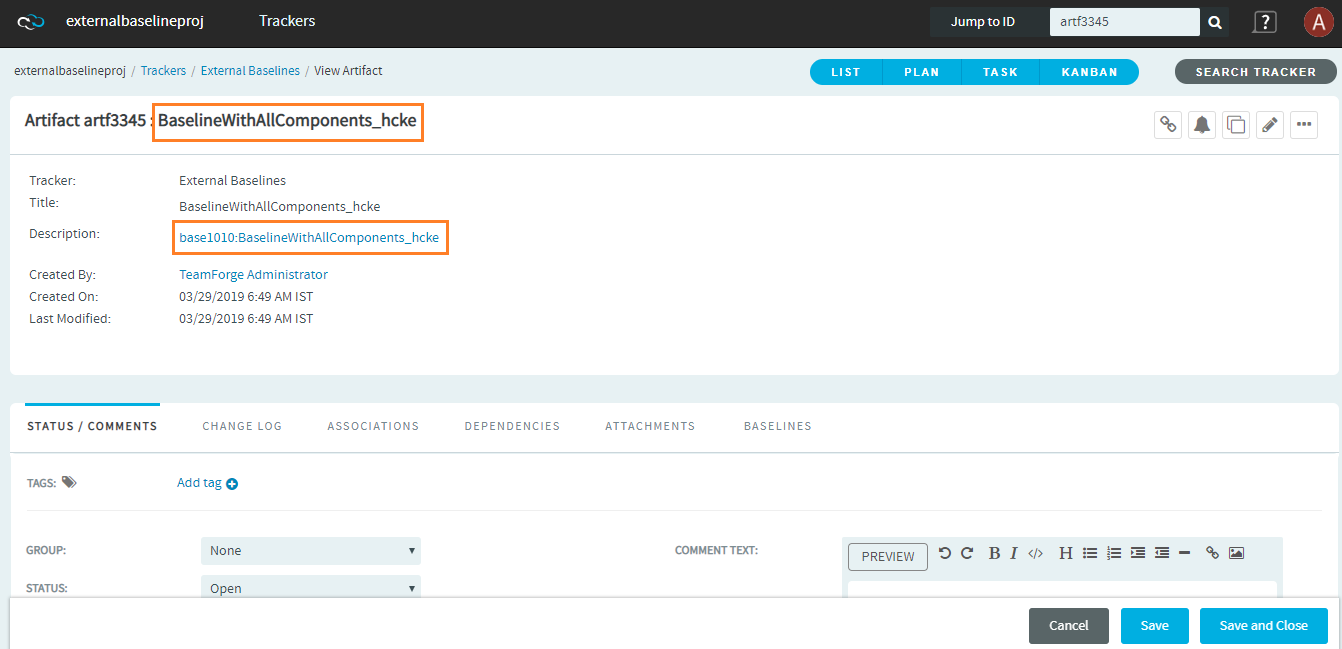 externalbaselineproj Trackers Jump to ID artf3345 ? A
externalbaselineproj / Trackers / External Baselines / View Artifact LIST PLAN TASK KANBAN SEARCH TRACKER
Artifact artf3345 : BaselineWithAllComponents_hcke
Tracker: External Baselines
Title: BaselineWithAllComponents_hcke
Description: base1010:BaselineWithAllComponents_hcke
Created By: TeamForge Administrator
Created On: 03/29/2019 6:49 AM IST
Last Modified: 03/29/2019 6:49 AM IST
STATUS / COMMENTS CHANGE LOG ASSOCIATIONS DEPENDENCIES ATTACHMENTS BASELINES
TAGS: Add tag
GROUP: None COMMENT TEXT: PREVIEW B I </> H
STATUS: Open
Cancel Save Save and Close